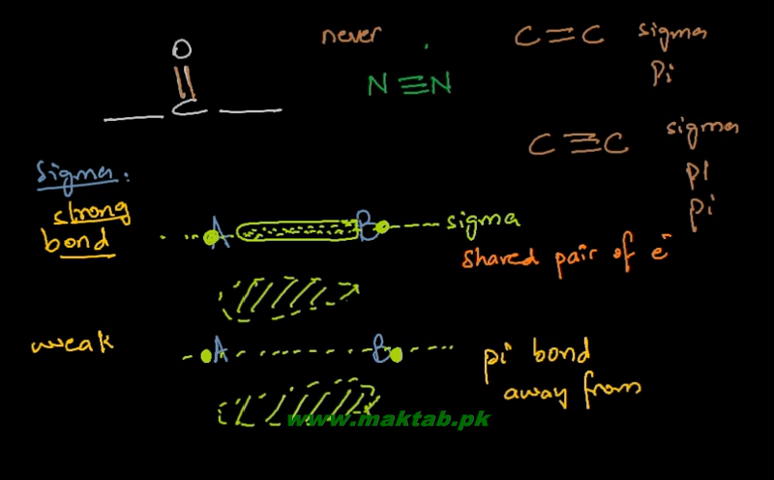 O
never
C=C sigma
Pi
C
N≡N
C≡C sigma
pi
pi
Sigma:
strong
bond
A B sigma
shared pair of e⁻
weak
A B
pi bond
away from
www.maktab.pk